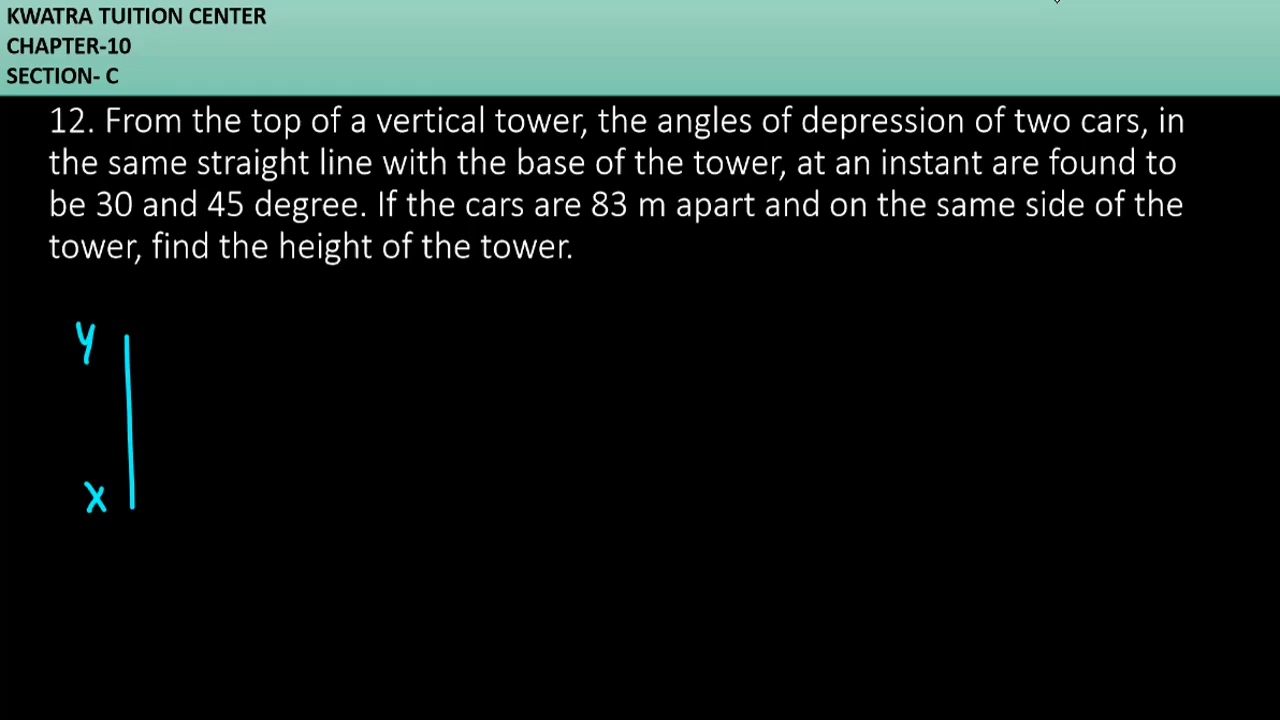 KWATRA TUITION CENTER
CHAPTER-10
SECTION- C
12. From the top of a vertical tower, the angles of depression of two cars, in
the same straight line with the base of the tower, at an instant are found to
be 30 and 45 degree. If the cars are 83 m apart and on the same side of the
tower, find the height of the tower.
y
x